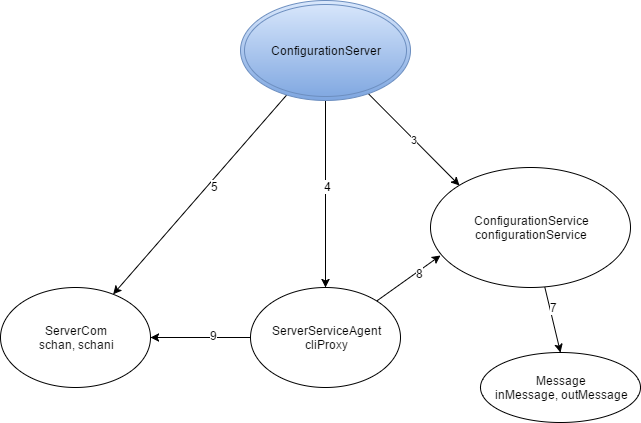 ConfigurationServer
3
5
4
ConfigurationService
configurationService
8
7
ServerCom
schan, schani
9
ServerServiceAgent
cliProxy
Message
inMessage, outMessage